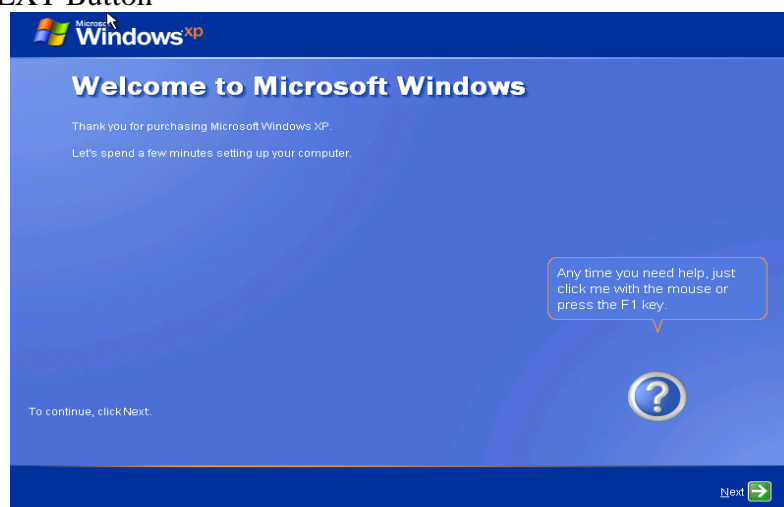 EXT Button
Microsoft
Windows xp
Welcome to Microsoft Windows
Thank you for purchasing Microsoft Windows XP.
Let's spend a few minutes setting up your computer.
Any time you need help, just
click me with the mouse or
press the F1 key.
?
To continue, click Next.
Next